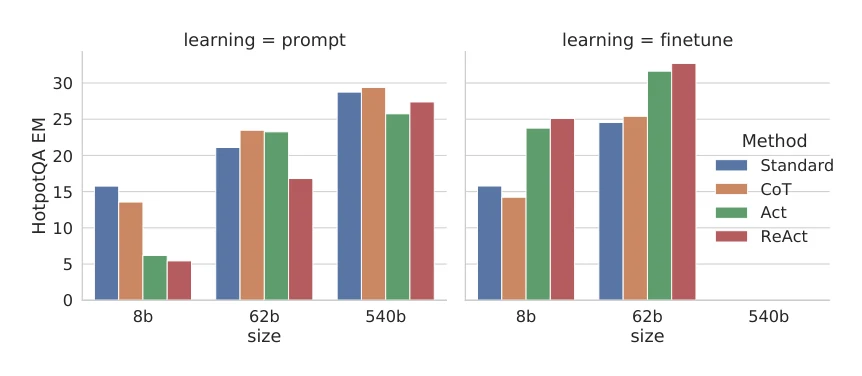 learning = prompt
learning = finetune
HotpotQA EM
30
25
20
15
10
5
0
8b
62b
540b
size
8b
62b
540b
size
Method
Standard
CoT
Act
ReAct